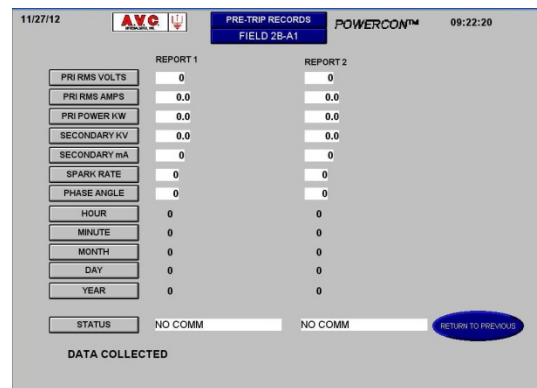 11/27/12 A.V.C. PRE-TRIP RECORDS POWERCON™ 09:22:20
FIELD 2B-A1
REPORT 1 REPORT 2
PRI RMS VOLTS 0 0
PRI RMS AMPS 0.0 0.0
PRI POWER KW 0.0 0.0
SECONDARY KV 0.0 0.0
SECONDARY mA 0 0
SPARK RATE 0 0
PHASE ANGLE 0 0
HOUR 0 0
MINUTE 0 0
MONTH 0 0
DAY 0 0
YEAR 0 0
STATUS NO COMM NO COMM RETURN TO PREVIOUS
DATA COLLECTED